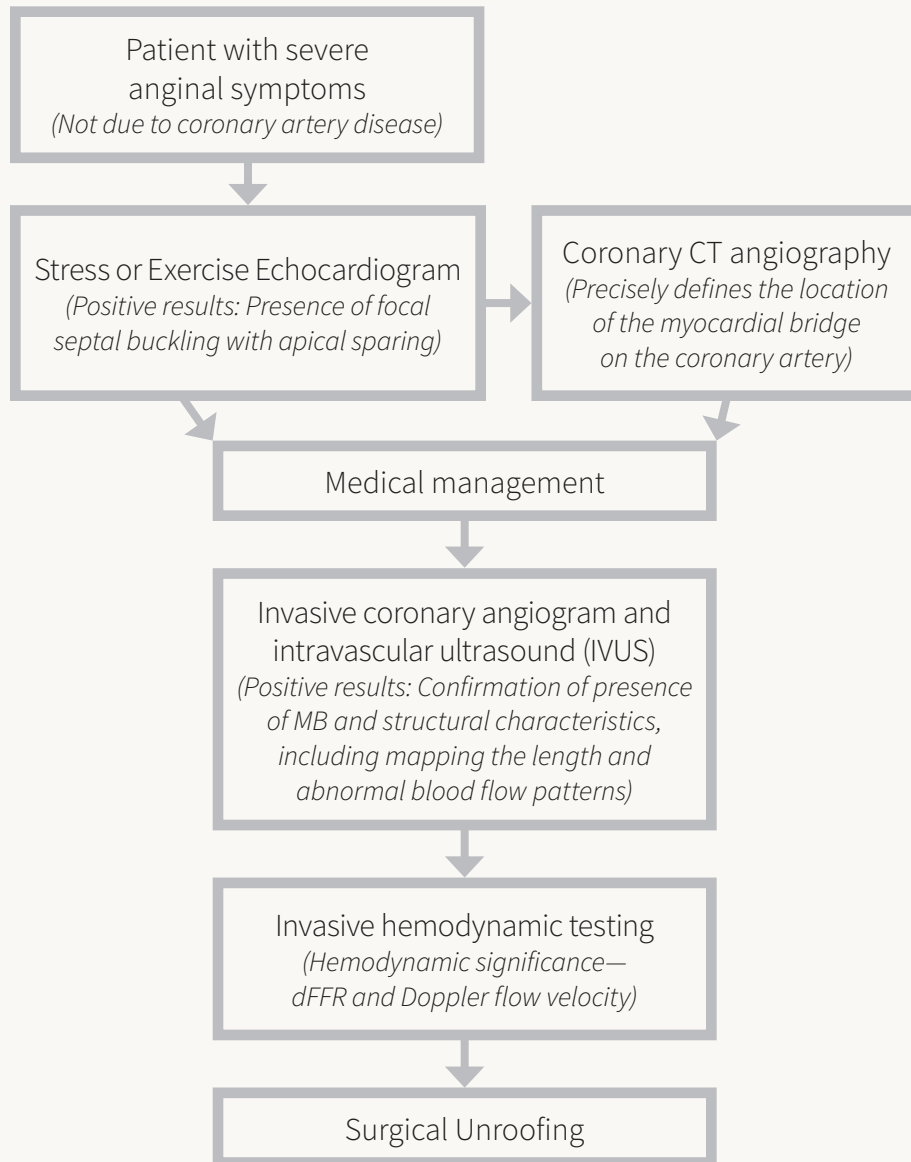 Patient with severe
anginal symptoms
(Not due to coronary artery disease)
Stress or Exercise Echocardiogram
(Positive results: Presence of focal
septal buckling with apical sparing)
Coronary CT angiography
(Precisely defines the location
of the myocardial bridge
on the coronary artery)
Medical management
Invasive coronary angiogram and
intravascular ultrasound (IVUS)
(Positive results: Confirmation of presence
of MB and structural characteristics,
including mapping the length and
abnormal blood flow patterns)
Invasive hemodynamic testing
(Hemodynamic significance—
dFFR and Doppler flow velocity)
Surgical Unroofing